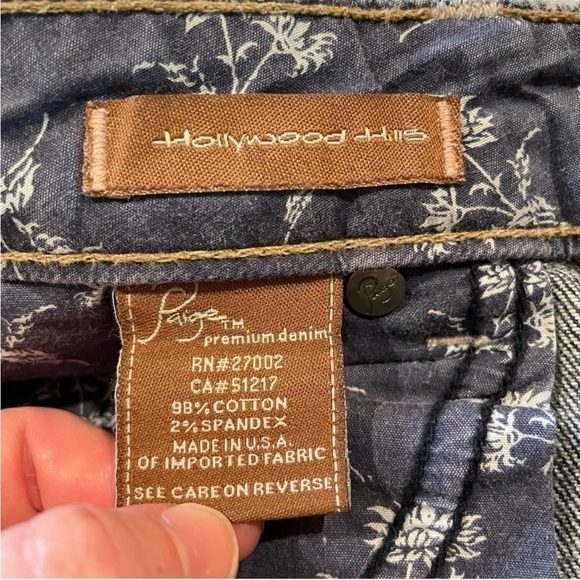 Hollywood Hills
Paige TM
premium denim
RN#27002
CA#51217
98% COTTON
2% SPANDEX
MADE IN U.S.A.
OF IMPORTED FABRIC
SEE CARE ON REVERSE
Paige